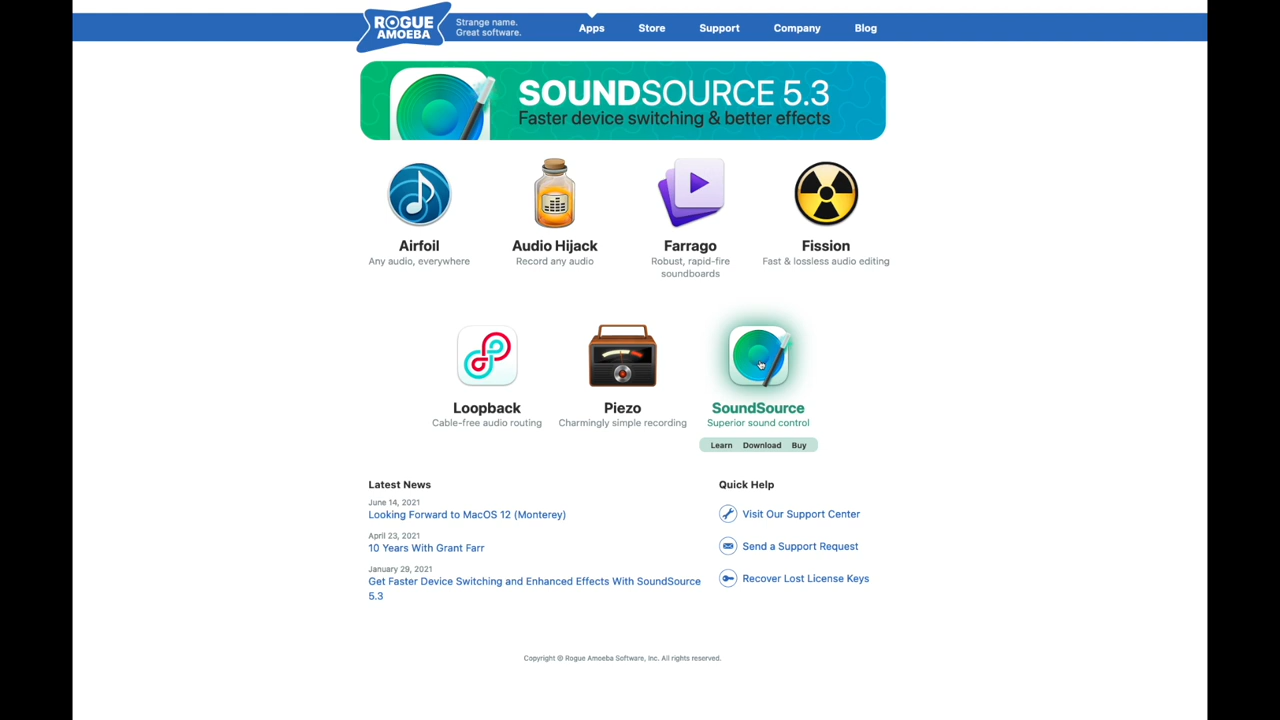 ROGUE
AMOEBA
Strange name.
Great software.
Apps
Store
Support
Company
Blog
SOUNDSOURCE 5.3
Faster device switching & better effects
Airfoil
Any audio, everywhere
Audio Hijack
Record any audio
Farrago
Robust, rapid-fire
soundboards
Fission
Fast & lossless audio editing
Loopback
Cable-free audio routing
Piezo
Charmingly simple recording
SoundSource
Superior sound control
Learn Download Buy
Latest News
June 14, 2021
Looking Forward to MacOS 12 (Monterey)
April 23, 2021
10 Years With Grant Farr
January 29, 2021
Get Faster Device Switching and Enhanced Effects With SoundSource
5.3
Quick Help
Visit Our Support Center
Send a Support Request
Recover Lost License Keys
Copyright © Rogue Amoeba Software, Inc. All rights reserved.